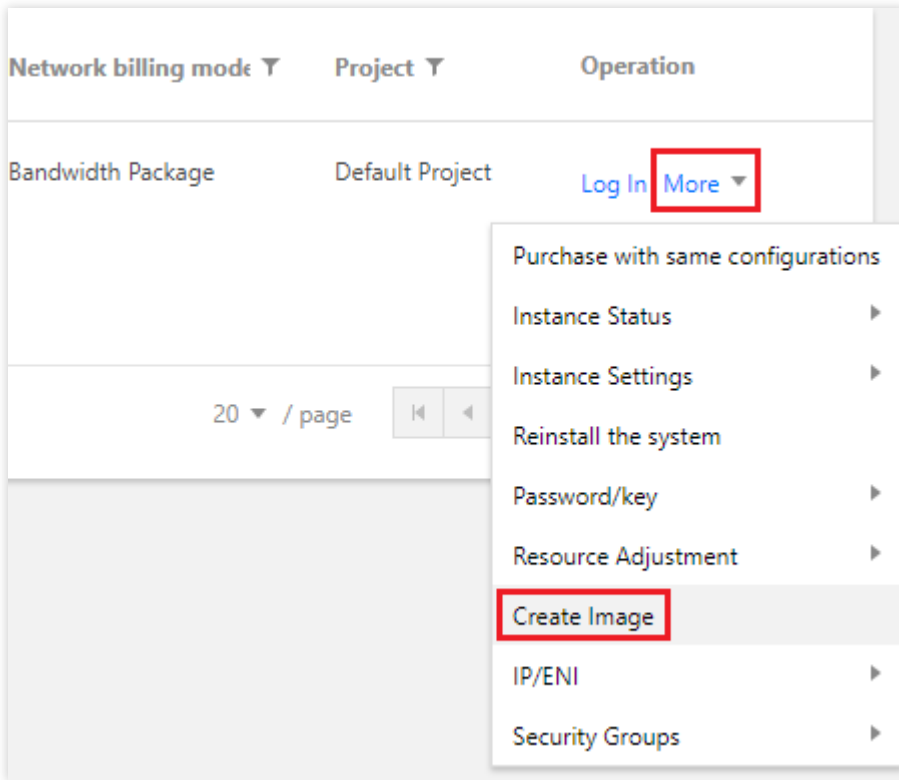 Network billing mode Project Operation
Bandwidth Package Default Project Log In More
Purchase with same configurations
Instance Status
Instance Settings
20 / page
Reinstall the system
Password/key
Resource Adjustment
Create Image
IP/ENI
Security Groups